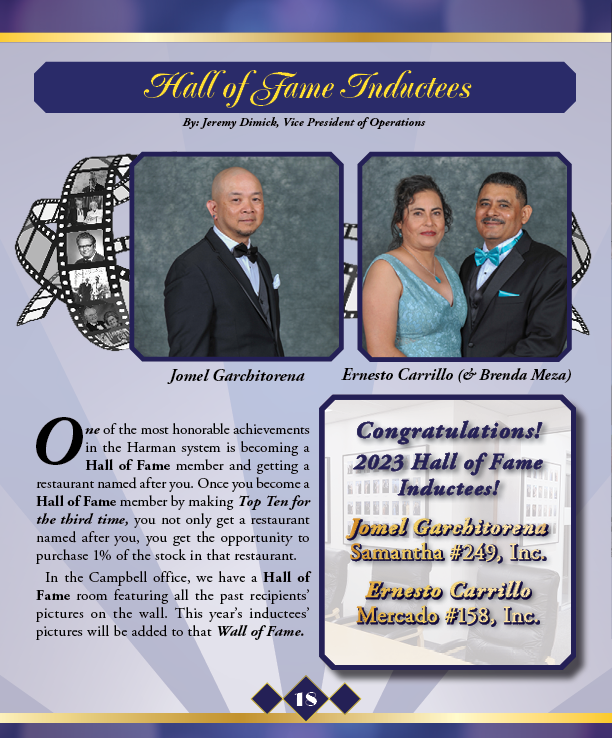 Hall of Fame Inductees
By: Jeremy Dimick, Vice President of Operations
Jomel Garchitorena
Ernesto Carrillo (& Brenda Meza)
One of the most honorable achievements
in the Harman system is becoming a
Hall of Fame member and getting a
restaurant named after you. Once you become a
Hall of Fame member by making Top Ten for
the third time, you not only get a restaurant
named after you, you get the opportunity to
purchase 1% of the stock in that restaurant.
In the Campbell office, we have a Hall of
Fame room featuring all the past recipients'
pictures on the wall. This year's inductees'
pictures will be added to that Wall of Fame.
Congratulations!
2023 Hall of Fame
Inductees!
Jomel Garchitorena
Samantha #249, Inc.
Ernesto Carrillo
Mercado #158, Inc.
18